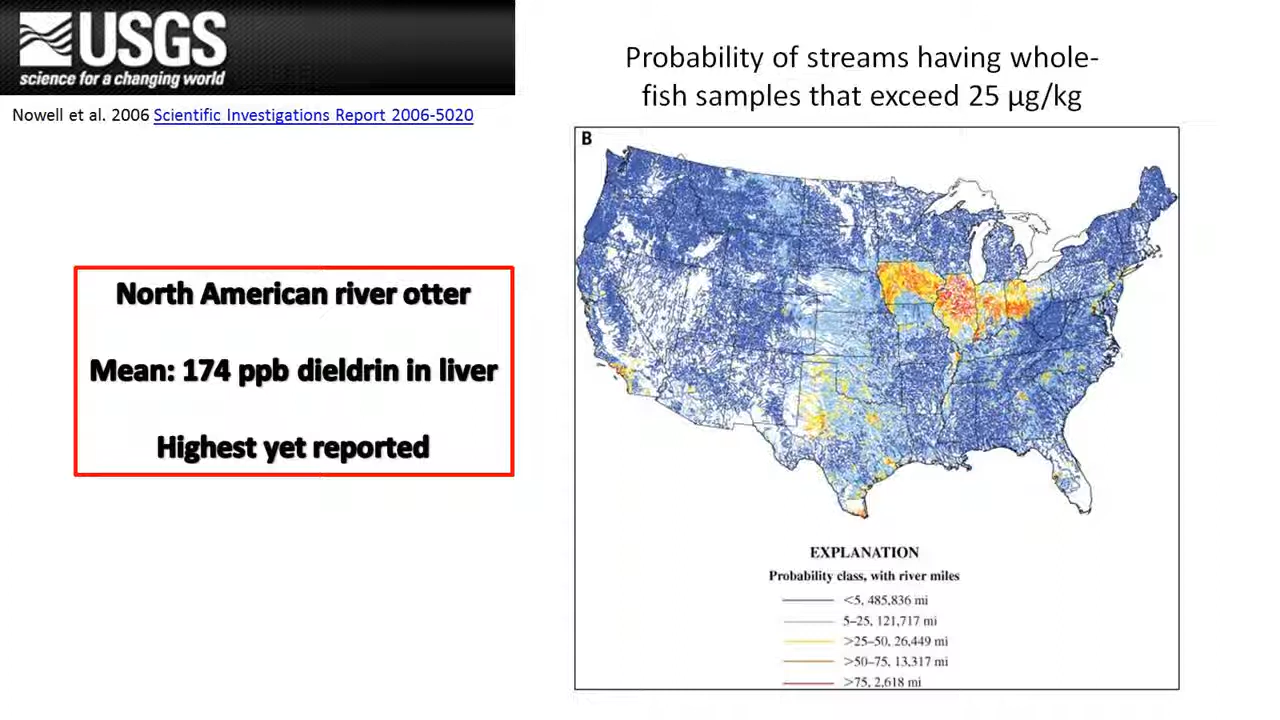 USGS
science for a changing world
Nowell et al. 2006 Scientific Investigations Report 2006-5020
Probability of streams having whole-
fish samples that exceed 25 µg/kg
North American river otter
Mean: 174 ppb dieldrin in liver
Highest yet reported
B
EXPLANATION
Probability class, with river miles
<5, 485,836 mi
5–25, 121,717 mi
>25–50, 26,449 mi
>50–75, 13,317 mi
>75, 2,618 mi